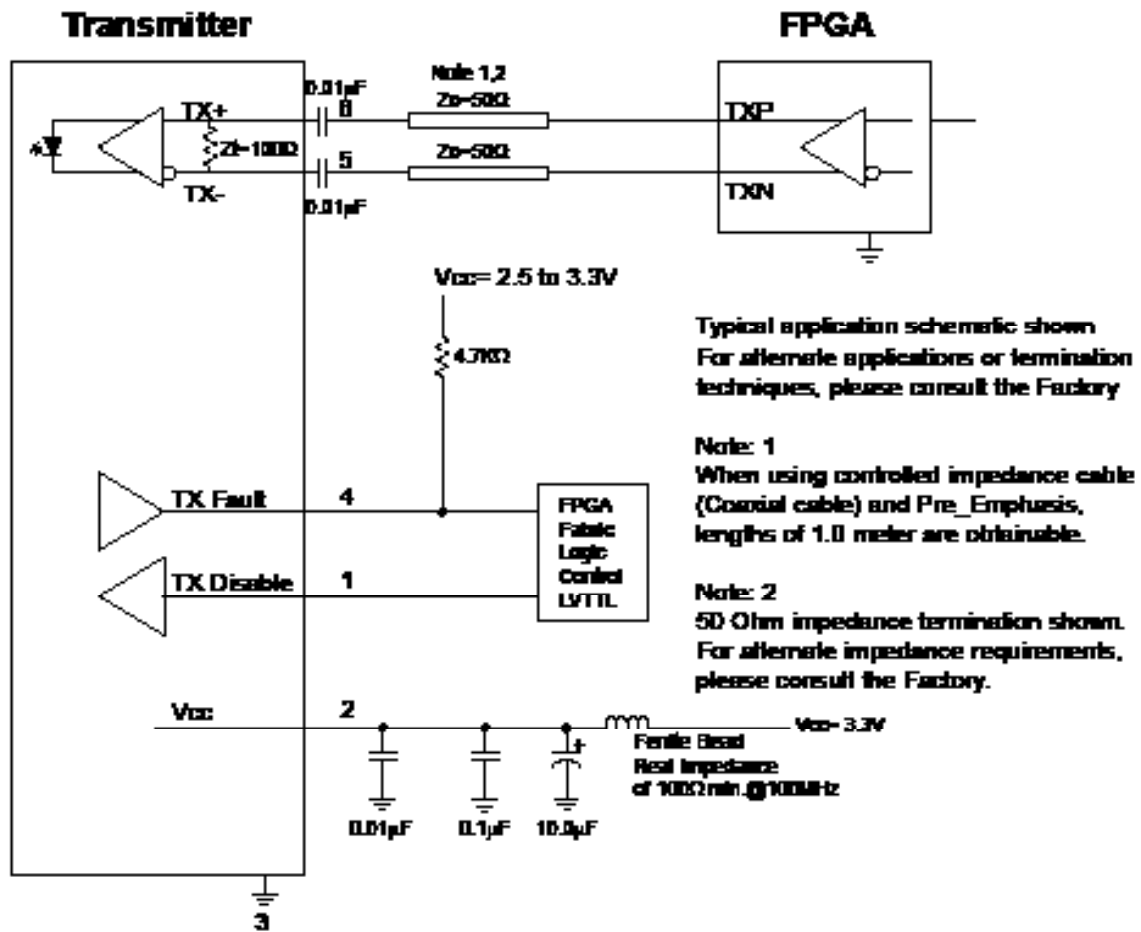 Transmitter
FPGA
0.01µF
Note 1,2
Zo=50Ω
TX+
6
TXP
Zt=100Ω
Zo=50Ω
5
TX-
TXN
0.01µF
Vcc= 2.5 to 3.3V
4.7KΩ
Typical application schematic shown
For alternate applications or termination
techniques, please consult the Factory
Note: 1
When using controlled impedance cable
(Coaxial cable) and Pre_Emphasis,
lengths of 1.0 meter are obtainable.
TX Fault
4
FPGA
Fabric
Logic
Control
LVTTL
TX Disable
1
Note: 2
50 Ohm impedance termination shown.
For alternate impedance requirements,
please consult the Factory.
Vcc
2
Vcc= 3.3V
+
Ferrite Bead
Real Impedance
of 100Ω min.@100MHz
0.01µF
0.1µF
10.0µF
3